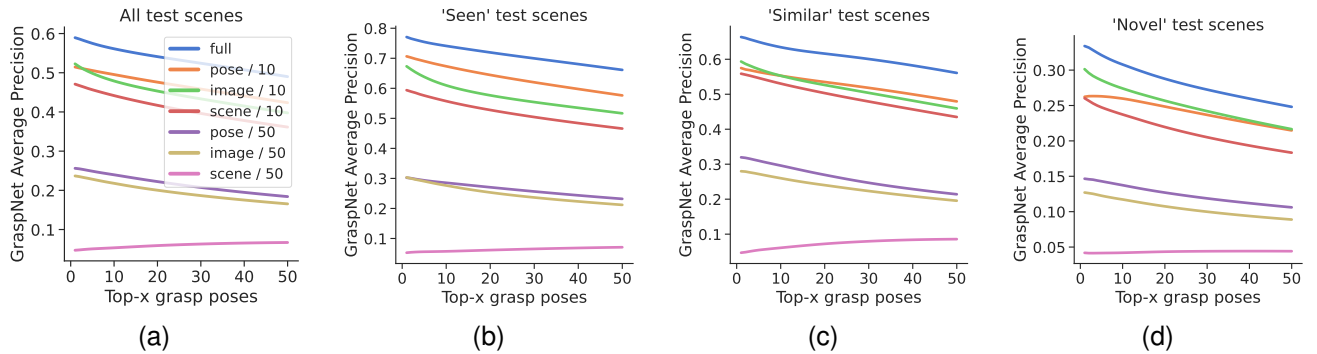 All test scenes
GraspNet Average Precision
0.6
0.5
0.4
0.3
0.2
0.1
full
pose / 10
image / 10
scene / 10
pose / 50
image / 50
scene / 50
0 10 20 30 40 50
Top-x grasp poses
(a)
'Seen' test scenes
GraspNet Average Precision
0.8
0.7
0.6
0.5
0.4
0.3
0.2
0.1
0 10 20 30 40 50
Top-x grasp poses
(b)
'Similar' test scenes
GraspNet Average Precision
0.6
0.5
0.4
0.3
0.2
0.1
0 10 20 30 40 50
Top-x grasp poses
(c)
'Novel' test scenes
GraspNet Average Precision
0.30
0.25
0.20
0.15
0.10
0.05
0 10 20 30 40 50
Top-x grasp poses
(d)